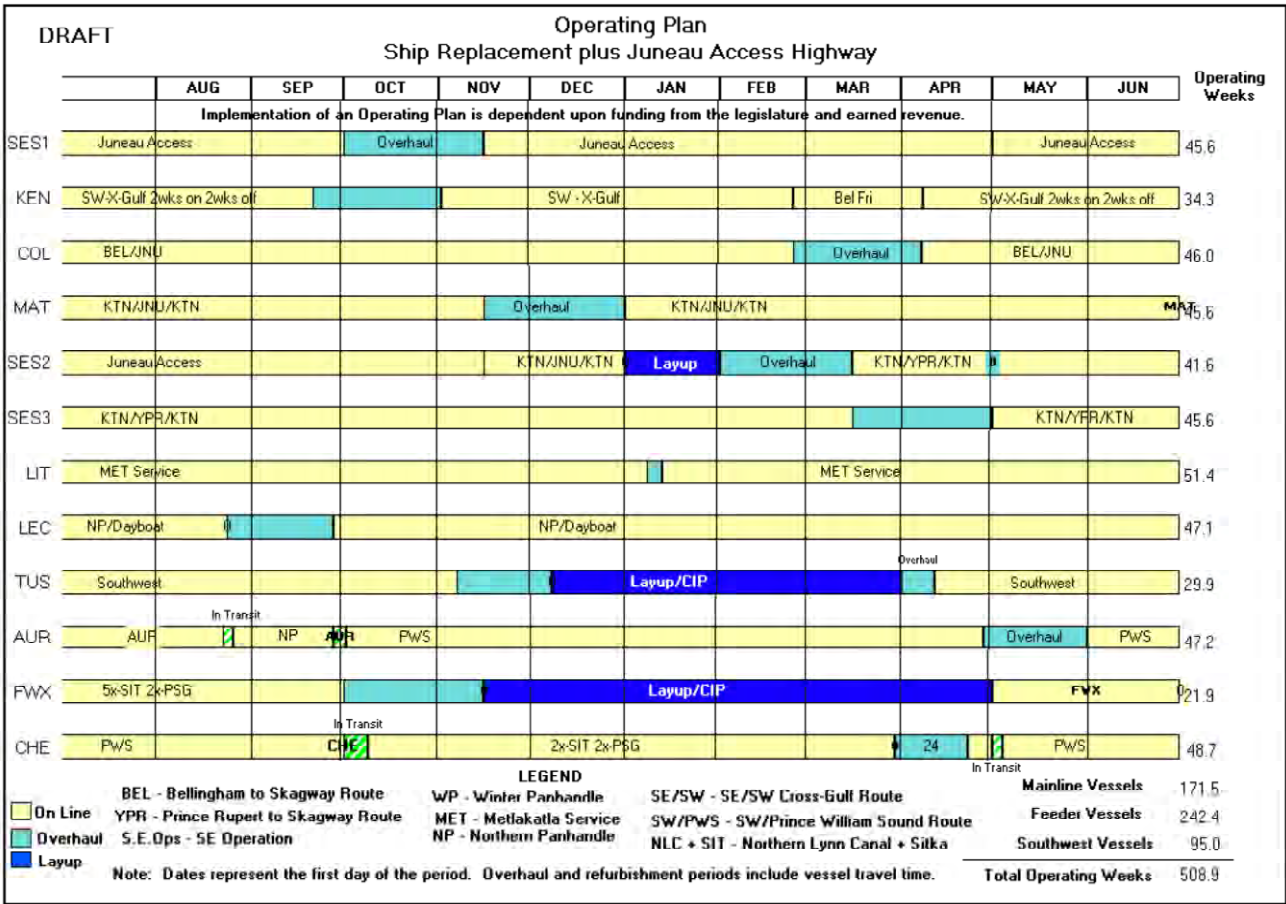 DRAFT
Operating Plan
Ship Replacement plus Juneau Access Highway
AUG SEP OCT NOV DEC JAN FEB MAR APR MAY JUN Operating Weeks
Implementation of an Operating Plan is dependent upon funding from the legislature and earned revenue.
SES1 Juneau Access Overhaul Juneau Access Juneau Access 45.6
KEN SW-X-Gulf 2wks on 2wks off SW - X-Gulf Bel Fri SW-X-Gulf 2wks on 2wks off 34.3
COL BEL/JNU Overhaul BEL/JNU 46.0
MAT KTN/JNU/KTN Overhaul KTN/JNU/KTN MAT 45.6
SES2 Juneau Access KTN/JNU/KTN Layup Overhaul KTN/YPR/KTN 41.6
SES3 KTN/YPR/KTN KTN/YPR/KTN 45.6
LIT MET Service MET Service 51.4
LEC NP/Dayboat NP/Dayboat 47.1
Overhaul
TUS Southwest Layup/CIP Southwest 29.9
In Transit
AUR AUR NP AUR PWS Overhaul PWS 47.2
FWX 5x-SIT 2x-PSG Layup/CIP FWX 21.9
In Transit
CHE PWS CHE 2x-SIT 2x-PSG 24 PWS 48.7
In Transit
LEGEND
On Line
Overhaul
Layup
BEL - Bellingham to Skagway Route
YPR - Prince Rupert to Skagway Route
S.E.Ops - SE Operation
WP - Winter Panhandle
MET - Metlakatla Service
NP - Northern Panhandle
SE/SW - SE/SW Cross-Gulf Route
SW/PWS - SW/Prince William Sound Route
NLC + SIT - Northern Lynn Canal + Sitka
Mainline Vessels 171.5
Feeder Vessels 242.4
Southwest Vessels 95.0
Total Operating Weeks 508.9
Note: Dates represent the first day of the period. Overhaul and refurbishment periods include vessel travel time.